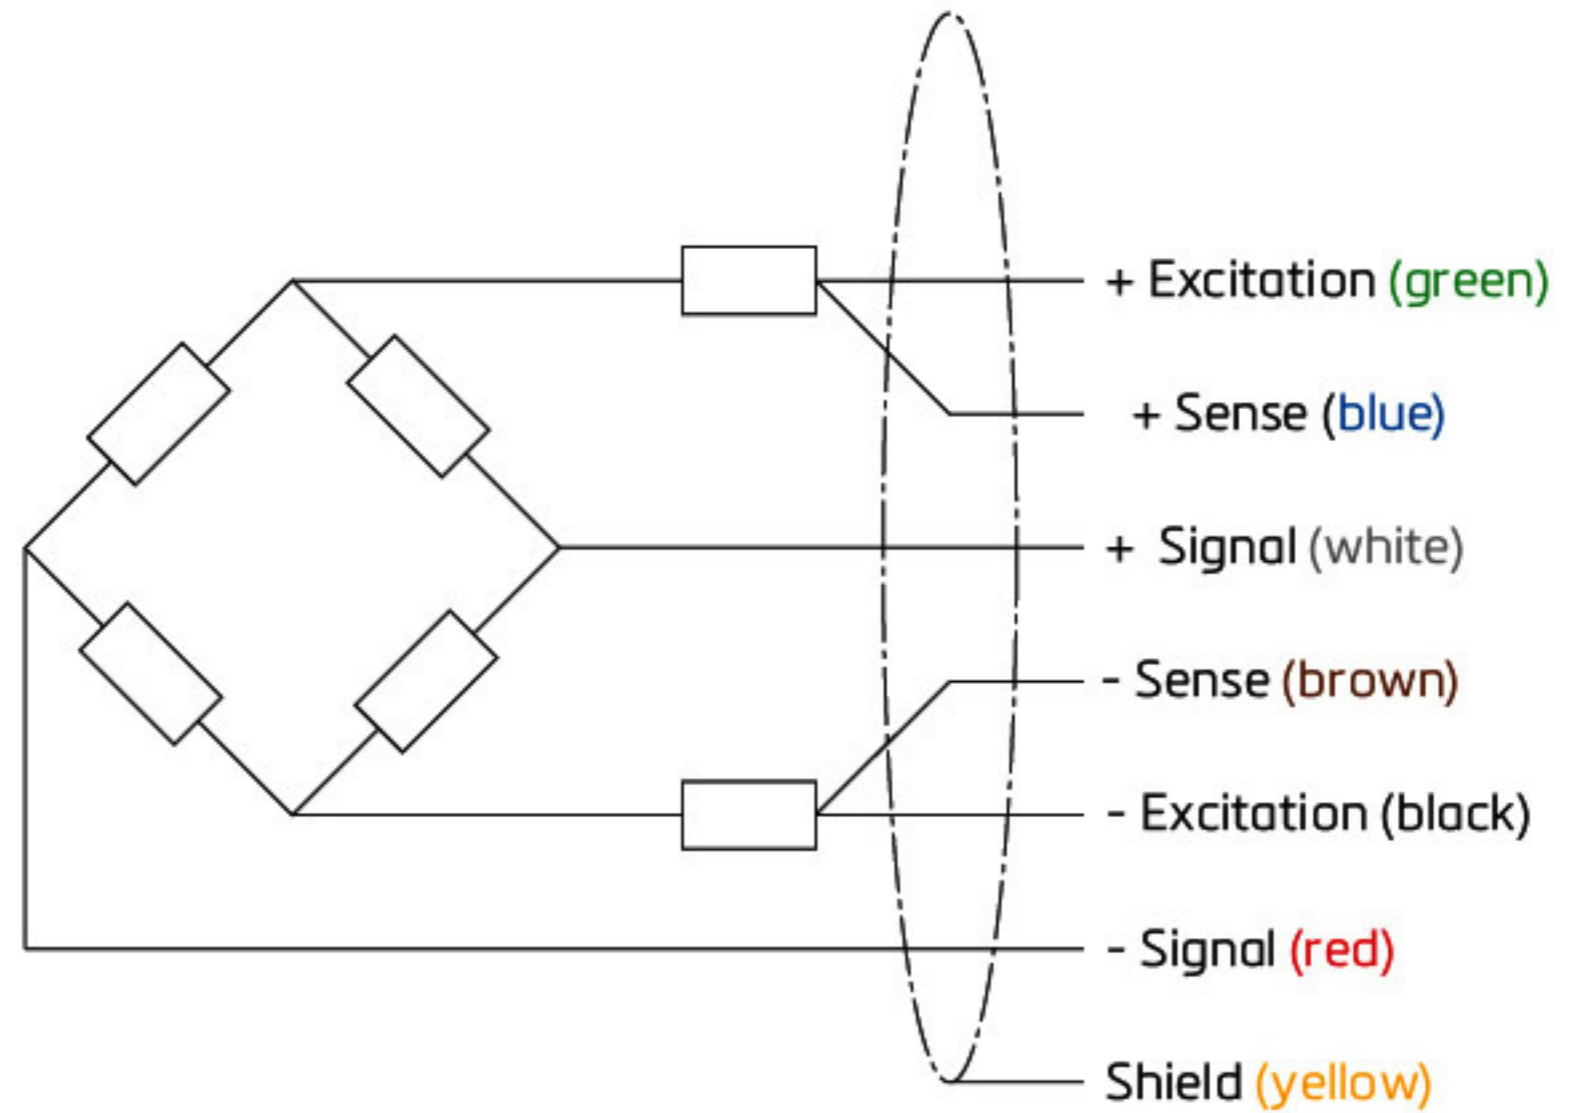 + Excitation (green)
+ Sense (blue)
+ Signal (white)
- Sense (brown)
- Excitation (black)
- Signal (red)
Shield (yellow)